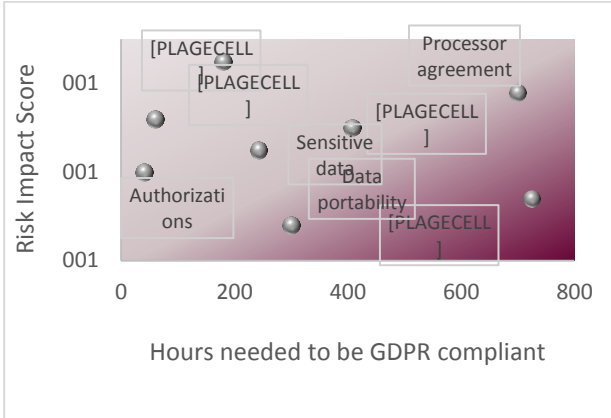 Risk Impact Score
001
001
001
[PLAGECELL
]
[PLAGECELL
]
Processor
agreement
[PLAGECELL
]
Sensitive
data
Data
portability
Authorizati
ons
[PLAGECELL
]
0
200
400
600
800
Hours needed to be GDPR compliant